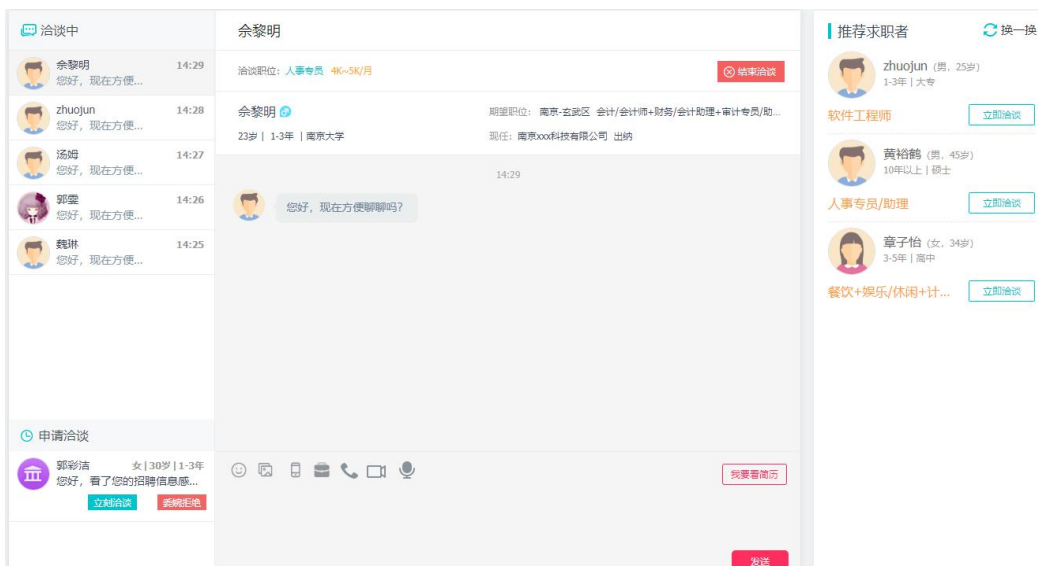 洽谈中
佘黎明 14:29
您好，现在方便...
zhuojun 14:28
您好，现在方便...
汤姆 14:27
您好，现在方便...
郭雯 14:26
您好，现在方便...
魏琳 14:25
您好，现在方便...
申请洽谈
郭彩洁 女|30岁|1-3年
您好，看了您的招聘信息感...
立刻洽谈 委婉拒绝
佘黎明
洽谈职位：人事专员 4K~5K/月 结束洽谈
佘黎明 期望职位： 南京-玄武区 会计/会计师+财务/会计助理+审计专员/助...
23岁 | 1-3年 | 南京大学 现任：南京xxx科技有限公司 出纳
14:29
您好，现在方便聊聊吗？
我要看简历
发送
推荐求职者 换一换
zhuojun (男，25岁)
1-3年 | 大专
软件工程师 立即洽谈
黄裕鹤 (男，45岁)
10年以上 | 硕士
人事专员/助理 立即洽谈
章子怡 (女，34岁)
3-5年 | 高中
餐饮+娱乐/休闲+计... 立即洽谈